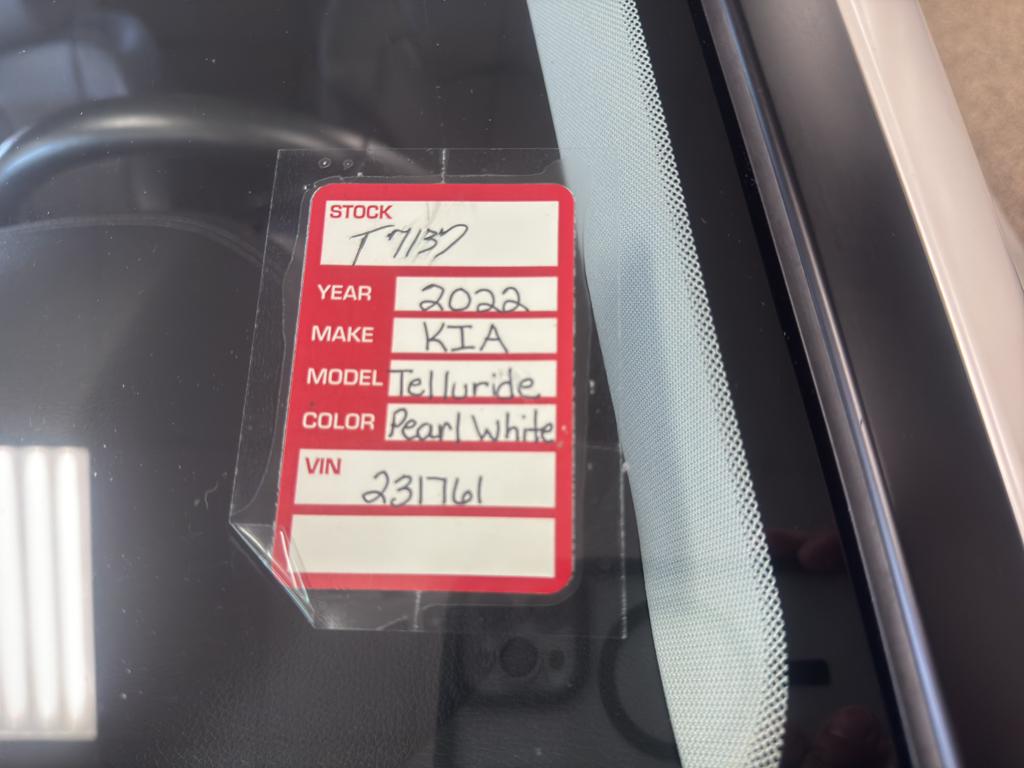 STOCK
T7137
YEAR 2022
MAKE KIA
MODEL Telluride
COLOR Pearl White
VIN
231761